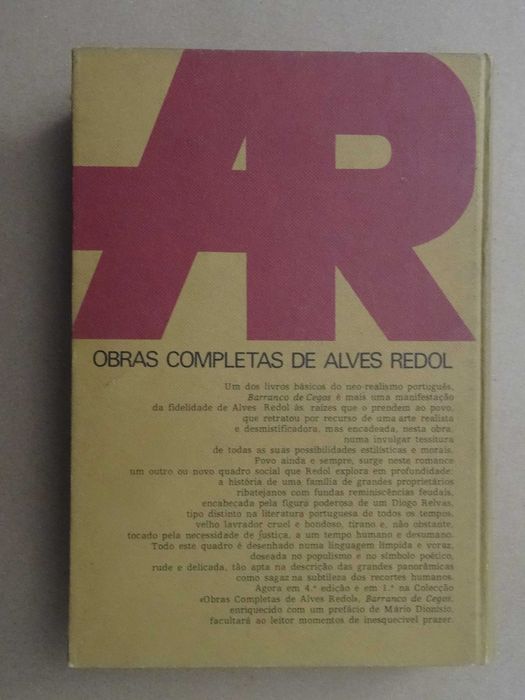 AR
OBRAS COMPLETAS DE ALVES REDOL
Um dos livros básicos do neo-realismo português,
Barranco de Cegos é mais uma manifestação
da fidelidade de Alves Redol às raízes que o prendem ao povo,
que retratou por recurso de uma arte realista
e desmistificadora, mas encadeada, nesta obra,
numa invulgar tessitura
de todas as suas possibilidades estilísticas e morais.
Povo ainda e sempre, surge neste romance
um outro ou novo quadro social que Redol explora em profundidade:
a história de uma família de grandes proprietários
ribatejanos com fundas reminiscências feudais,
encabeçada pela figura poderosa de um Diogo Relvas,
tipo distinto na literatura portuguesa de todos os tempos,
velho lavrador cruel e bondoso, tirano e, não obstante,
tocado pela necessidade de justiça, a um tempo humano e desumano.
Todo este quadro é desenhado numa linguagem límpida e voraz,
doseada no populismo e no símbolo poético,
rude e delicada, tão apta na descrição das grandes panorâmicas
como sagaz na subtileza dos recortes humanos.
Agora em 4.ª edição e em 1.ª na Colecção
«Obras Completas de Alves Redol», Barranco de Cegos,
enriquecido com um prefácio de Mário Dionísio,
facultará ao leitor momentos de inesquecível prazer.